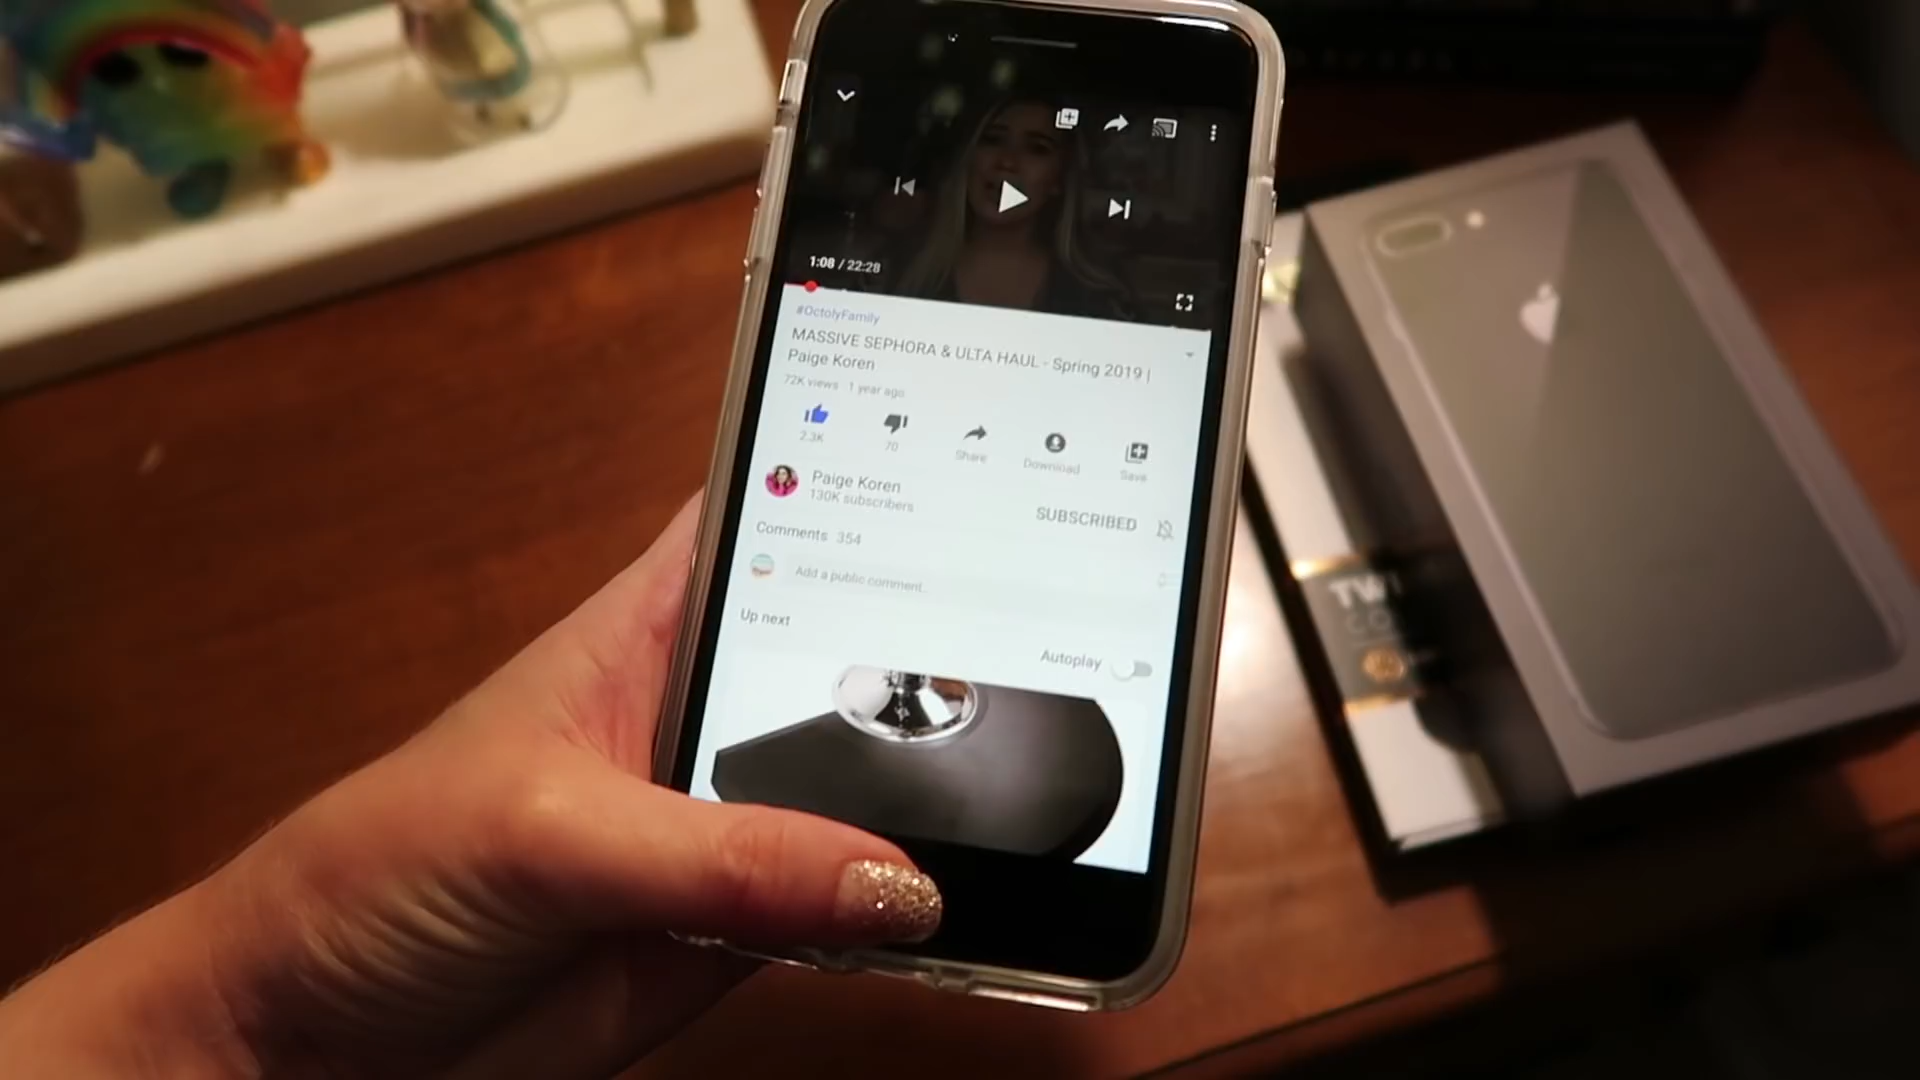 1:08 / 22:28
#OctolyFamily
MASSIVE SEPHORA & ULTA HAUL - Spring 2019 |
Paige Koren
72K views · 1 year ago
2.3K
70
Share
Download
Save
Paige Koren
130K subscribers
SUBSCRIBED
Comments 354
Add a public comment...
Up next
Autoplay